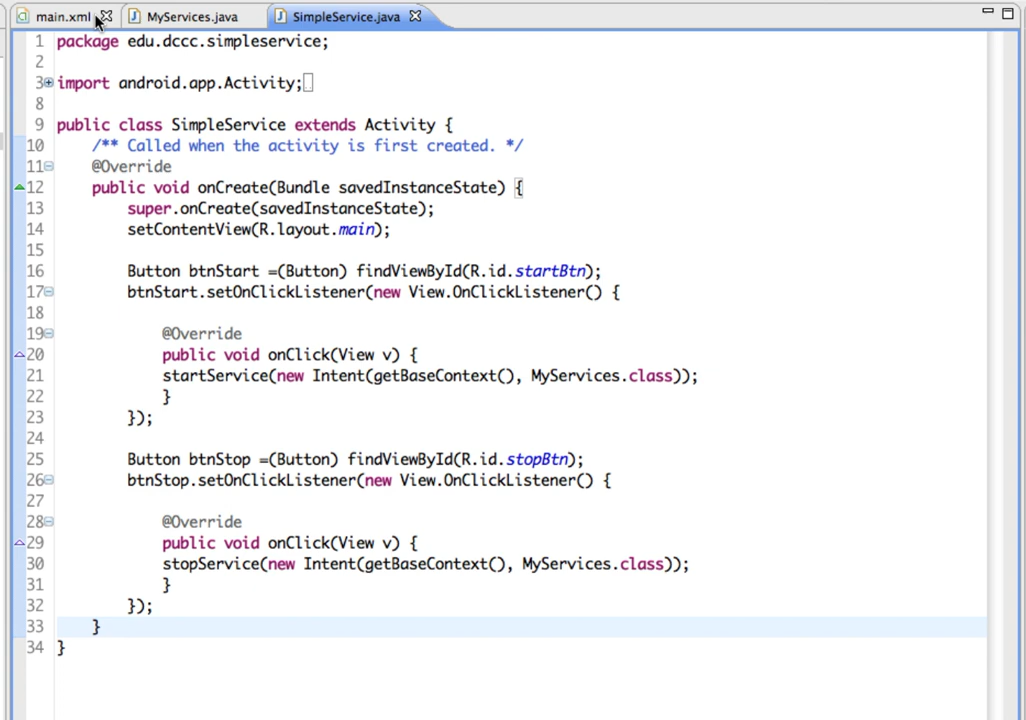 main.xml MyServices.java SimpleService.java
1 package edu.dccc.simpleservice;
2
3 import android.app.Activity;
8
9 public class SimpleService extends Activity {
10 /** Called when the activity is first created. */
11 @Override
12 public void onCreate(Bundle savedInstanceState) {
13 super.onCreate(savedInstanceState);
14 setContentView(R.layout.main);
15
16 Button btnStart =(Button) findViewById(R.id.startBtn);
17 btnStart.setOnClickListener(new View.OnClickListener() {
18
19 @Override
20 public void onClick(View v) {
21 startService(new Intent(getBaseContext(), MyServices.class));
22 }
23 });
24
25 Button btnStop =(Button) findViewById(R.id.stopBtn);
26 btnStop.setOnClickListener(new View.OnClickListener() {
27
28 @Override
29 public void onClick(View v) {
30 stopService(new Intent(getBaseContext(), MyServices.class));
31 }
32 });
33 }
34 }